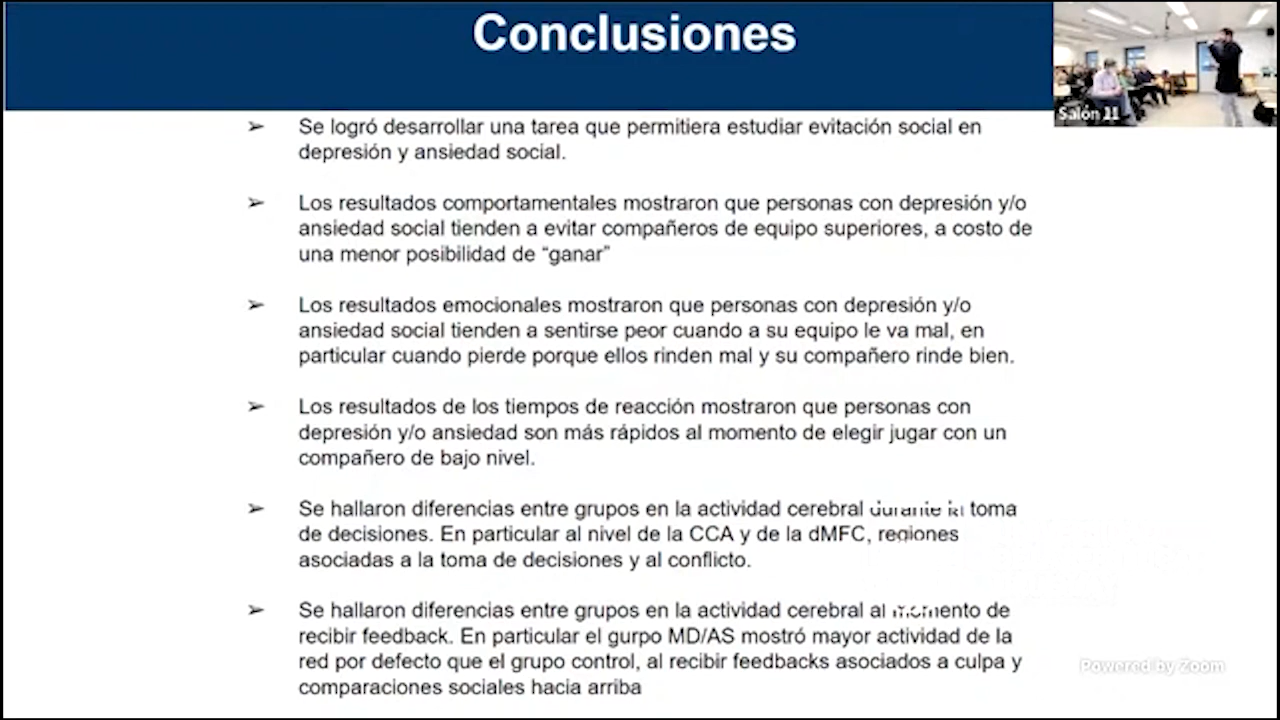 Conclusiones
Salón 11
➢ Se logró desarrollar una tarea que permitiera estudiar evitación social en
depresión y ansiedad social.
➢ Los resultados comportamentales mostraron que personas con depresión y/o
ansiedad social tienden a evitar compañeros de equipo superiores, a costo de
una menor posibilidad de “ganar”
➢ Los resultados emocionales mostraron que personas con depresión y/o
ansiedad social tienden a sentirse peor cuando a su equipo le va mal, en
particular cuando pierde porque ellos rinden mal y su compañero rinde bien.
➢ Los resultados de los tiempos de reacción mostraron que personas con
depresión y/o ansiedad son más rápidos al momento de elegir jugar con un
compañero de bajo nivel.
➢ Se hallaron diferencias entre grupos en la actividad cerebral durante la toma
de decisiones. En particular al nivel de la CCA y de la dMFC, regiones
asociadas a la toma de decisiones y al conflicto.
➢ Se hallaron diferencias entre grupos en la actividad cerebral al momento de
recibir feedback. En particular el gurpo MD/AS mostró mayor actividad de la
red por defecto que el grupo control, al recibir feedbacks asociados a culpa y
comparaciones sociales hacia arriba
Powered by Zoom